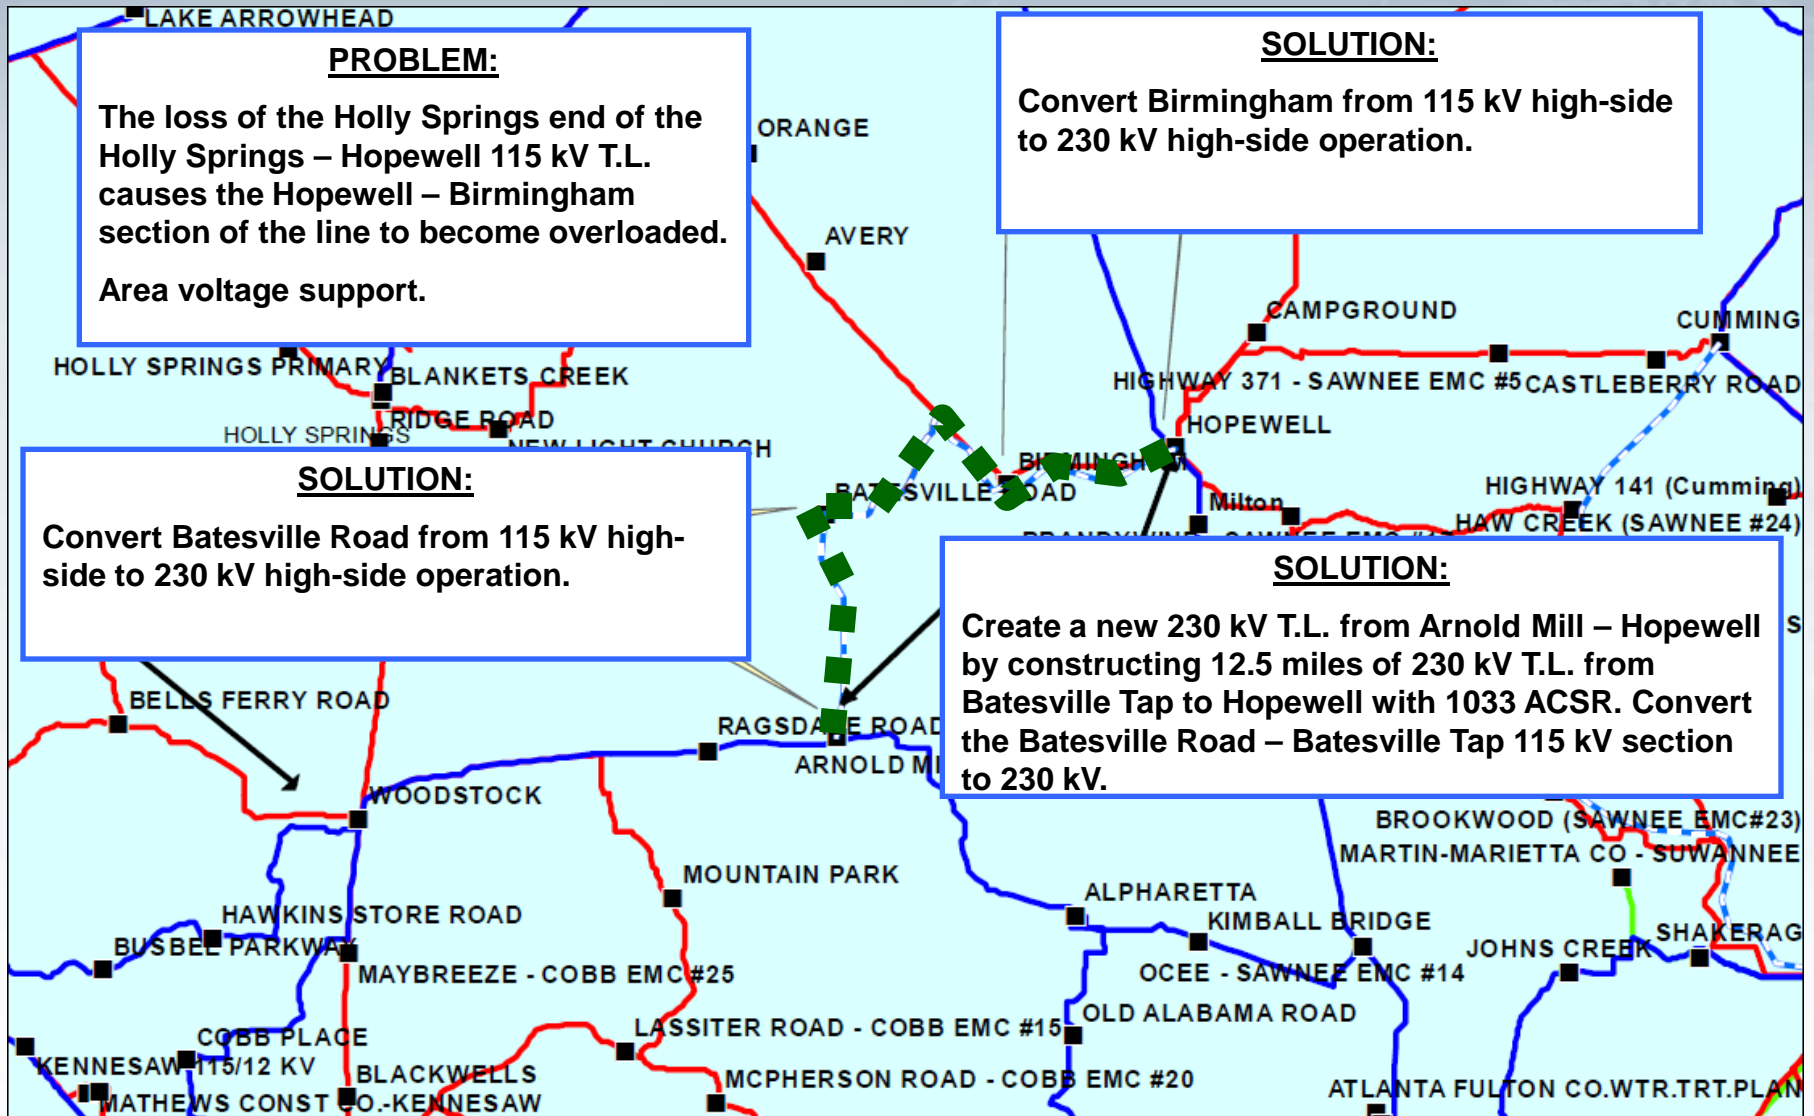 LAKE ARROWHEAD
PROBLEM:
The loss of the Holly Springs end of the
Holly Springs – Hopewell 115 kV T.L.
causes the Hopewell – Birmingham
section of the line to become overloaded.
Area voltage support.
SOLUTION:
Convert Birmingham from 115 kV high-side
to 230 kV high-side operation.
ORANGE
AVERY
CAMPGROUND
CUMMING
HOLLY SPRINGS PRIMARY
BLANKETS CREEK
HIGHWAY 371 - SAWNEE EMC #5
CASTLEBERRY ROAD
RIDGE ROAD
HOLLY SPRINGS
NEW LIGHT CHURCH
HOPEWELL
BIRMINGHAM
BATESVILLE ROAD
Milton
HIGHWAY 141 (Cumming)
HAW CREEK (SAWNEE #24)
SOLUTION:
Convert Batesville Road from 115 kV high-
side to 230 kV high-side operation.
SOLUTION:
Create a new 230 kV T.L. from Arnold Mill – Hopewell
by constructing 12.5 miles of 230 kV T.L. from
Batesville Tap to Hopewell with 1033 ACSR. Convert
the Batesville Road – Batesville Tap 115 kV section
to 230 kV.
S
BELLS FERRY ROAD
RAGSDALE ROAD
ARNOLD MI
WOODSTOCK
BROOKWOOD (SAWNEE EMC#23)
MARTIN-MARIETTA CO - SUWANNEE
MOUNTAIN PARK
ALPHARETTA
HAWKINS STORE ROAD
KIMBALL BRIDGE
BUSBEE PARKWAY
JOHNS CREEK
SHAKERAG
MAYBREEZE - COBB EMC #25
OCEE - SAWNEE EMC #14
OLD ALABAMA ROAD
COBB PLACE
LASSITER ROAD - COBB EMC #15
KENNESAW 115/12 KV
BLACKWELLS
MCPHERSON ROAD - COBB EMC #20
ATLANTA FULTON CO.WTR.TRT.PLAN
MATHEWS CONST CO.-KENNESAW